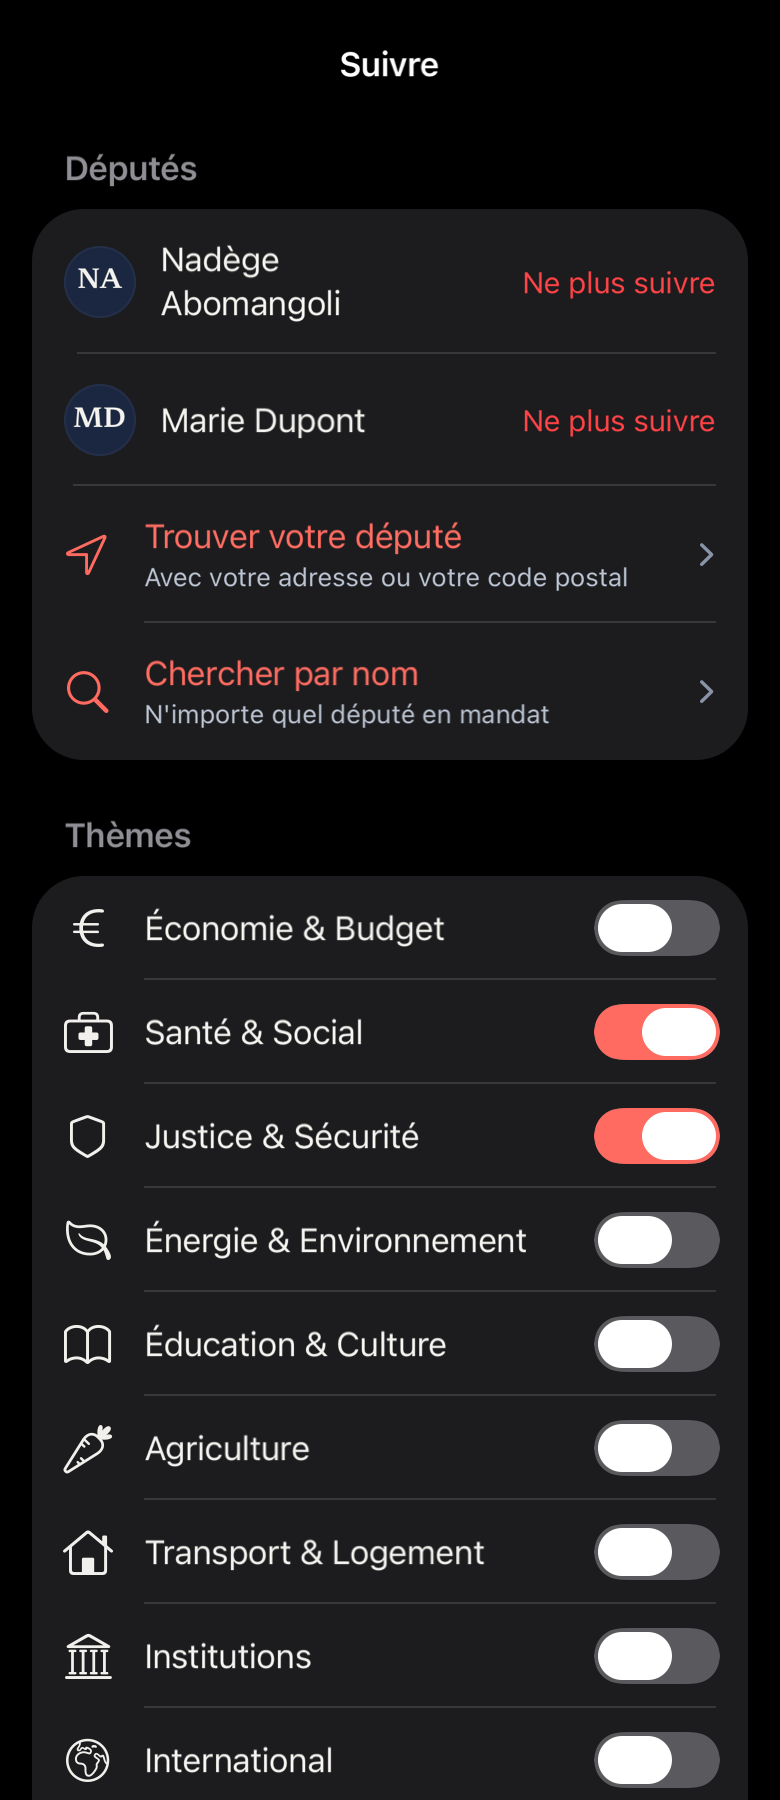 Suivre
Députés
NA
Nadège
Abomangoli
Ne plus suivre
MD
Marie Dupont
Ne plus suivre
Trouver votre député
Avec votre adresse ou votre code postal
Chercher par nom
N'importe quel député en mandat
Thèmes
Économie & Budget
Santé & Social
Justice & Sécurité
Énergie & Environnement
Éducation & Culture
Agriculture
Transport & Logement
Institutions
International